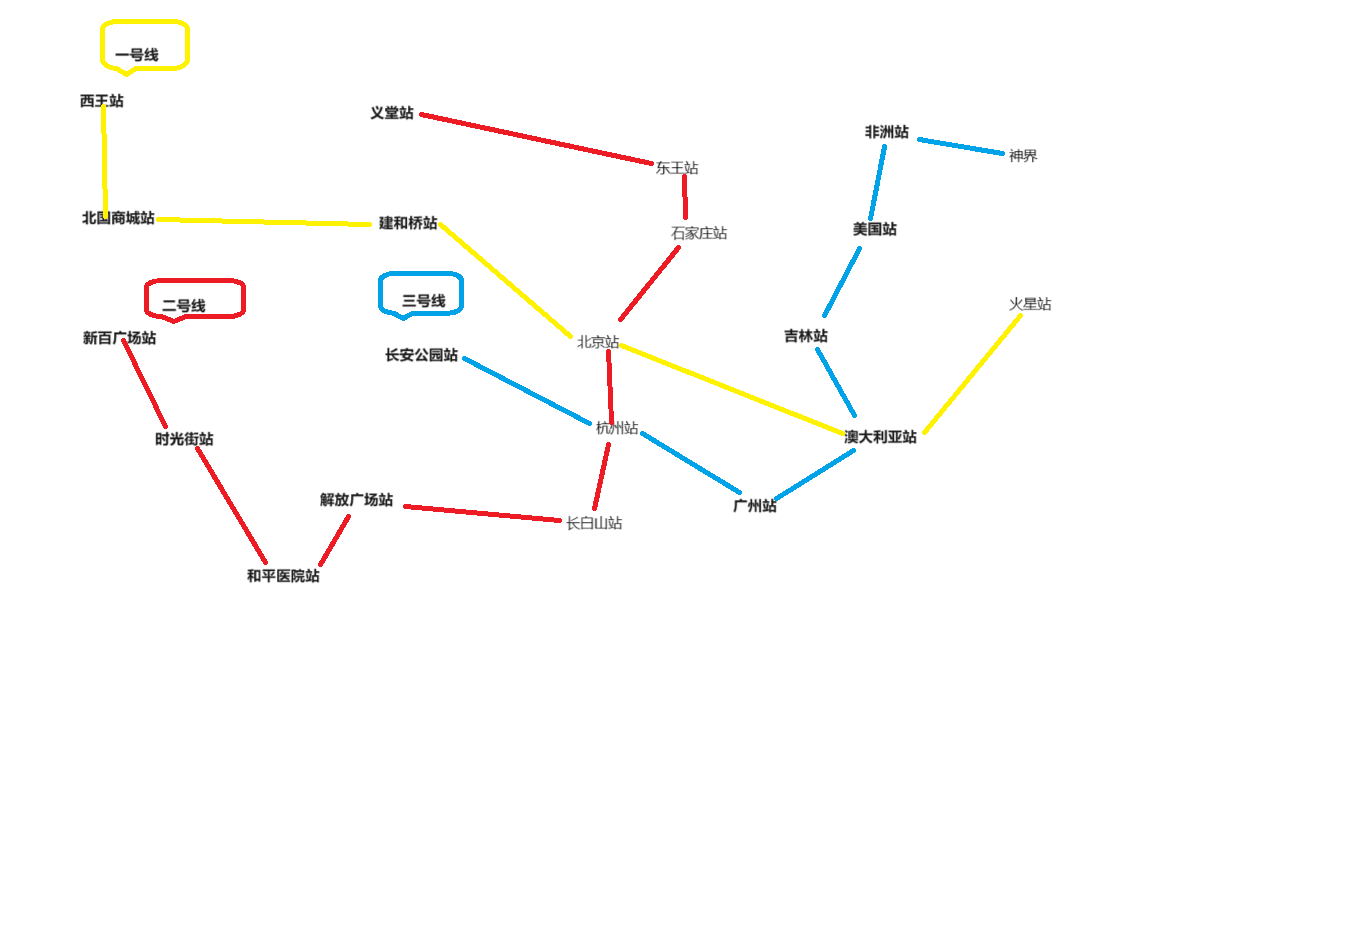 一号线
西王站
义堂站
非洲站
神界
东王站
北国商城站
建和桥站
石家庄站
美国站
二号线
三号线
火星站
新百广场站
北京站
吉林站
长安公园站
杭州站
澳大利亚站
时光街站
解放广场站
广州站
长白山站
和平医院站